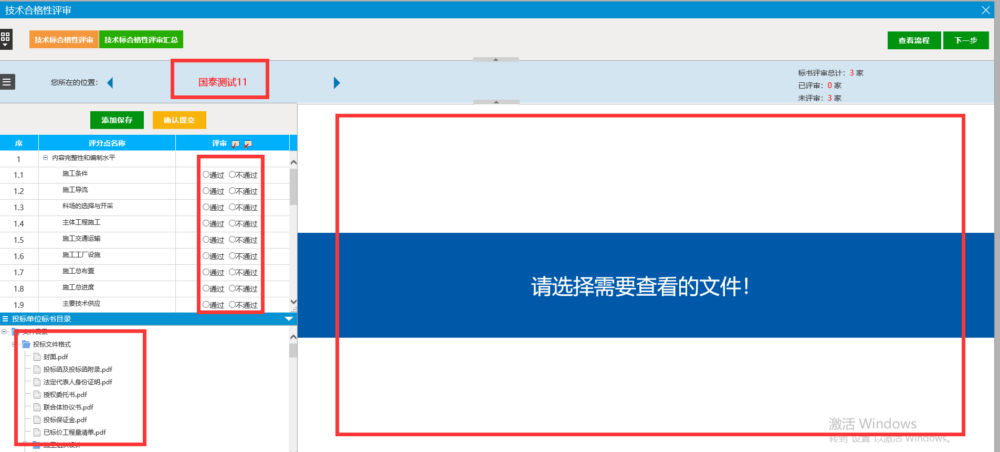 技术合格性评审
技术标合格性评审
技术标合格性评审汇总
查看流程
下一步
您所在的位置：
国泰测试11
标书评审总计：3 家
已评审：0 家
未评审：3 家
添加保存
确认提交
序 评分点名称 评审
1 内容完整性和编制水平
1.1 施工条件 通过 不通过
1.2 施工导流 通过 不通过
1.3 料场的选择与开采 通过 不通过
1.4 主体工程施工 通过 不通过
1.5 施工交通运输 通过 不通过
1.6 施工工厂设施 通过 不通过
1.7 施工总布置 通过 不通过
1.8 施工总进度 通过 不通过
1.9 主要技术供应 通过 不通过
投标单位标书目录
文件目录
投标文件格式
封面.pdf
投标函及投标函附录.pdf
法定代表人身份证明.pdf
授权委托书.pdf
联合体协议书.pdf
投标保证金.pdf
已标价工程量清单.pdf
施工组织设计
请选择需要查看的文件！
激活 Windows
转到"设置"以激活 Windows。